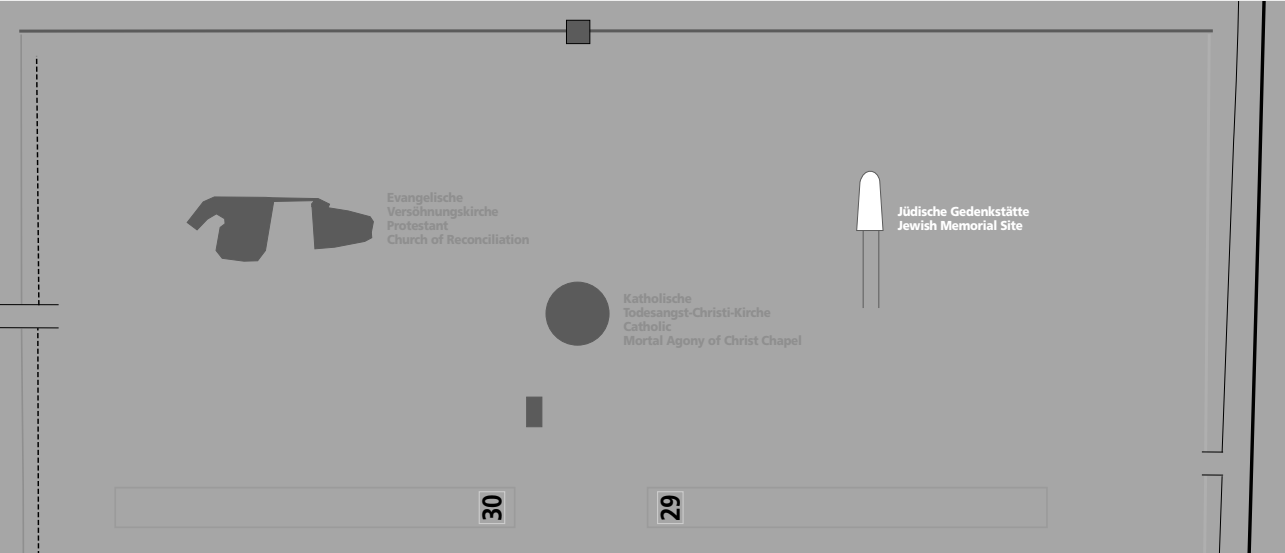 Evangelische
Versöhnungskirche
Protestant
Church of Reconciliation
Jüdische Gedenkstätte
Jewish Memorial Site
Katholische
Todesangst-Christi-Kirche
Catholic
Mortal Agony of Christ Chapel
30
29